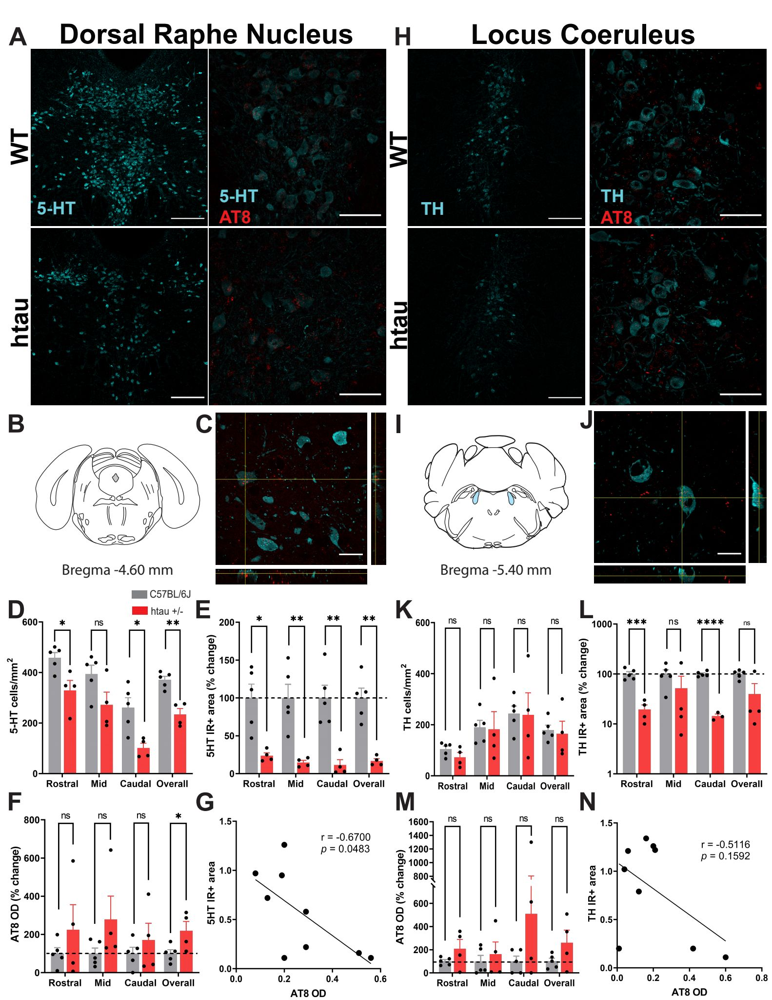 A Dorsal Raphe Nucleus
H Locus Coeruleus
WT
5-HT
5-HT
AT8
WT
TH
TH
AT8
htau
htau
B
Bregma -4.60 mm
C
I
Bregma -5.40 mm
J
C57BL/6J
htau +/-
D
5-HT cells/mm2
600
400
200
0
* ns * **
Rostral Mid Caudal Overall
E
5HT IR+ area (% change)
200
150
100
50
0
* ** ** **
Rostral Mid Caudal Overall
K
TH cells/mm2
600
400
200
0
ns ns ns ns
Rostral Mid Caudal Overall
L
TH IR+ area (% change)
1000
100
10
1
*** ns **** ns
Rostral Mid Caudal Overall
F
AT8 OD (% change)
800
600
400
200
0
ns ns ns *
Rostral Mid Caudal Overall
G
5HT IR+ area
1.5
1.0
0.5
0.0
r = -0.6700
p = 0.0483
0.0 0.2 0.4 0.6
AT8 OD
M
AT8 OD (% change)
1600
1400
1200
1000
800
600
400
200
0
ns ns ns ns
Rostral Mid Caudal Overall
N
TH IR+ area
1.5
1.0
0.5
0.0
r = -0.5116
p = 0.1592
0.0 0.2 0.4 0.6 0.8
AT8 OD